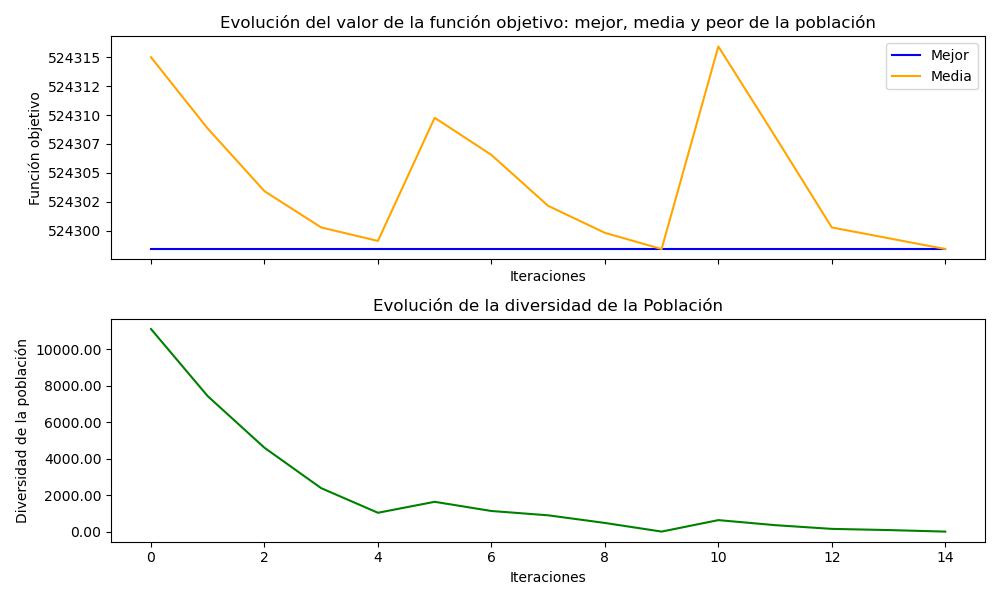 Evolución del valor de la función objetivo: mejor, media y peor de la población
Función objetivo
524315
524312
524310
524307
524305
524302
524300
Mejor
Media
Iteraciones
Evolución de la diversidad de la Población
Diversidad de la población
10000.00
8000.00
6000.00
4000.00
2000.00
0.00
0 2 4 6 8 10 12 14
Iteraciones